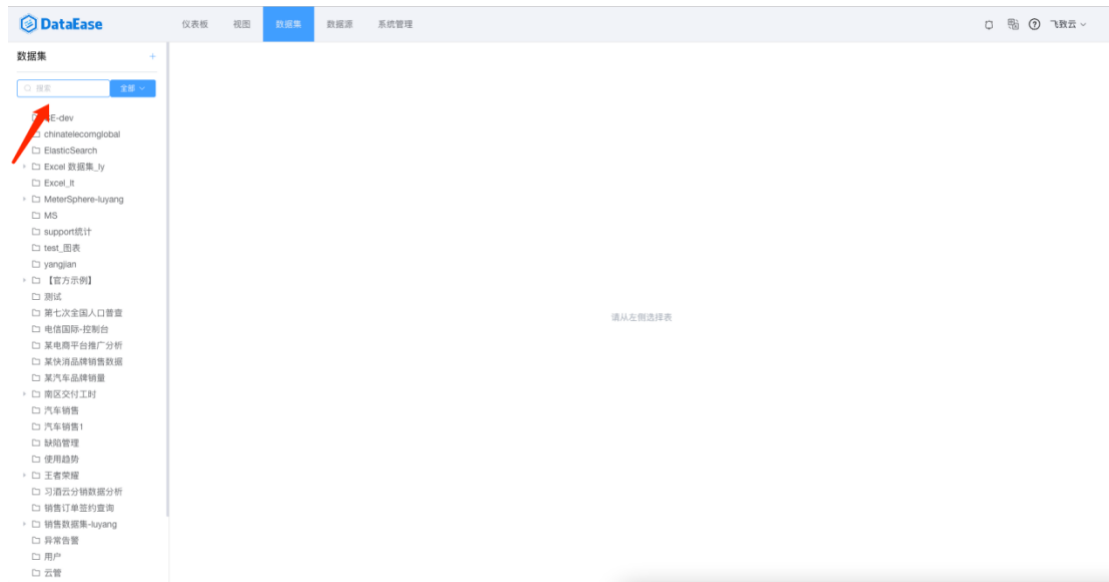 DataEase 仪表板 视图 数据集 数据源 系统管理 飞致云
数据集 +
搜索 全部
chinatelecomglobal
ElasticSearch
Excel 数据集_ly
Excel_lt
MeterSphere-luyang
MS
support统计
test_图表
yangjian
【官方示例】
测试
第七次全国人口普查
电信国际-控制台
某电商平台推广分析
某快消品牌销售数据
某汽车品牌销量
南区交付工时
汽车销售
汽车销售1
缺陷管理
使用趋势
王者荣耀
习酒云分销数据分析
销售订单签约查询
销售数据集-luyang
异常告警
用户
云管
请从左侧选择表